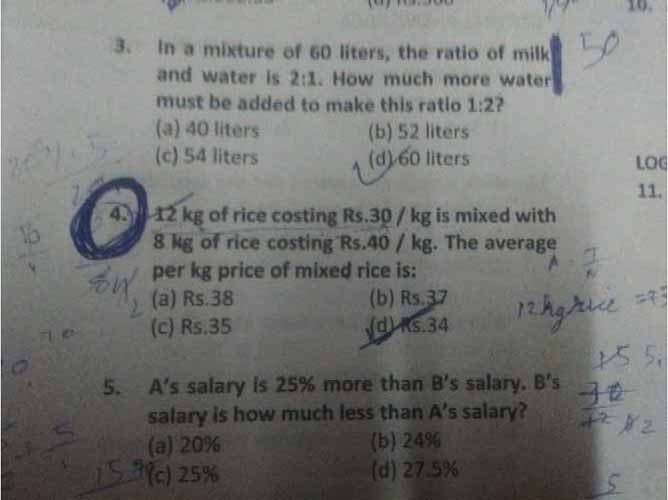 10.
3. In a mixture of 60 liters, the ratio of milk
and water is 2:1. How much more water
must be added to make this ratio 1:2?
(a) 40 liters (b) 52 liters
(c) 54 liters (d) 60 liters
50
LOG
11.
4. 12 kg of rice costing Rs.30 / kg is mixed with
8 kg of rice costing Rs.40 / kg. The average
per kg price of mixed rice is:
(a) Rs.38 (b) Rs.37
(c) Rs.35 (d) Rs.34
12 kg rice
5. A's salary is 25% more than B's salary. B's
salary is how much less than A's salary?
(a) 20% (b) 24%
(c) 25% (d) 27.5%